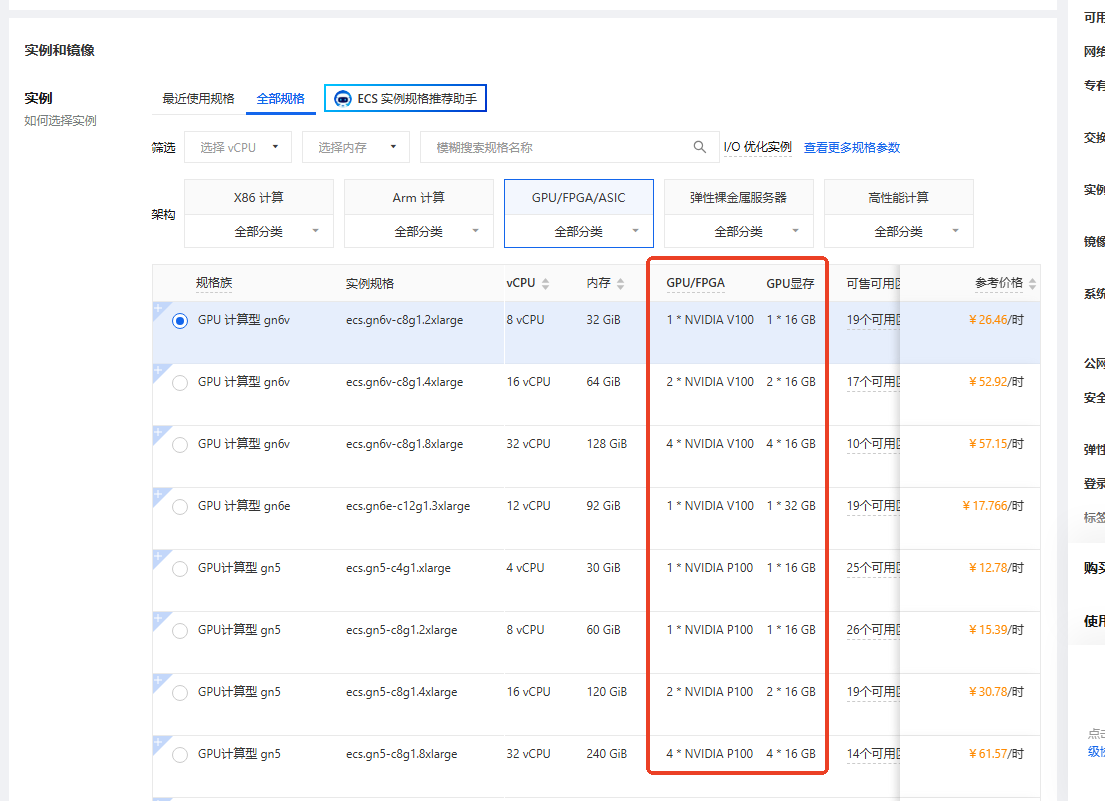 实例和镜像
实例
如何选择实例
最近使用规格 全部规格 ECS 实例规格推荐助手
筛选 选择 vCPU 选择内存 模糊搜索规格名称 I/O 优化实例 查看更多规格参数
架构
X86 计算 Arm 计算 GPU/FPGA/ASIC 弹性裸金属服务器 高性能计算
全部分类 全部分类 全部分类 全部分类 全部分类
规格族 实例规格 vCPU 内存 GPU/FPGA GPU显存 可售可用 参考价格
GPU 计算型 gn6v ecs.gn6v-c8g1.2xlarge 8 vCPU 32 GiB 1 * NVIDIA V100 1 * 16 GB 19个可用 ¥ 26.46/时
GPU 计算型 gn6v ecs.gn6v-c8g1.4xlarge 16 vCPU 64 GiB 2 * NVIDIA V100 2 * 16 GB 17个可用 ¥ 52.92/时
GPU 计算型 gn6v ecs.gn6v-c8g1.8xlarge 32 vCPU 128 GiB 4 * NVIDIA V100 4 * 16 GB 10个可用 ¥ 57.15/时
GPU 计算型 gn6e ecs.gn6e-c12g1.3xlarge 12 vCPU 92 GiB 1 * NVIDIA V100 1 * 32 GB 19个可用 ¥ 17.766/时
GPU计算型 gn5 ecs.gn5-c4g1.xlarge 4 vCPU 30 GiB 1 * NVIDIA P100 1 * 16 GB 25个可用 ¥ 12.78/时
GPU计算型 gn5 ecs.gn5-c8g1.2xlarge 8 vCPU 60 GiB 1 * NVIDIA P100 1 * 16 GB 26个可用 ¥ 15.39/时
GPU计算型 gn5 ecs.gn5-c8g1.4xlarge 16 vCPU 120 GiB 2 * NVIDIA P100 2 * 16 GB 19个可用 ¥ 30.78/时
GPU计算型 gn5 ecs.gn5-c8g1.8xlarge 32 vCPU 240 GiB 4 * NVIDIA P100 4 * 16 GB 14个可用 ¥ 61.57/时
可用
网络
专有
交换
实例
镜像
系统
公网
安全
弹性
登录
标签
购买
使用
点击
级